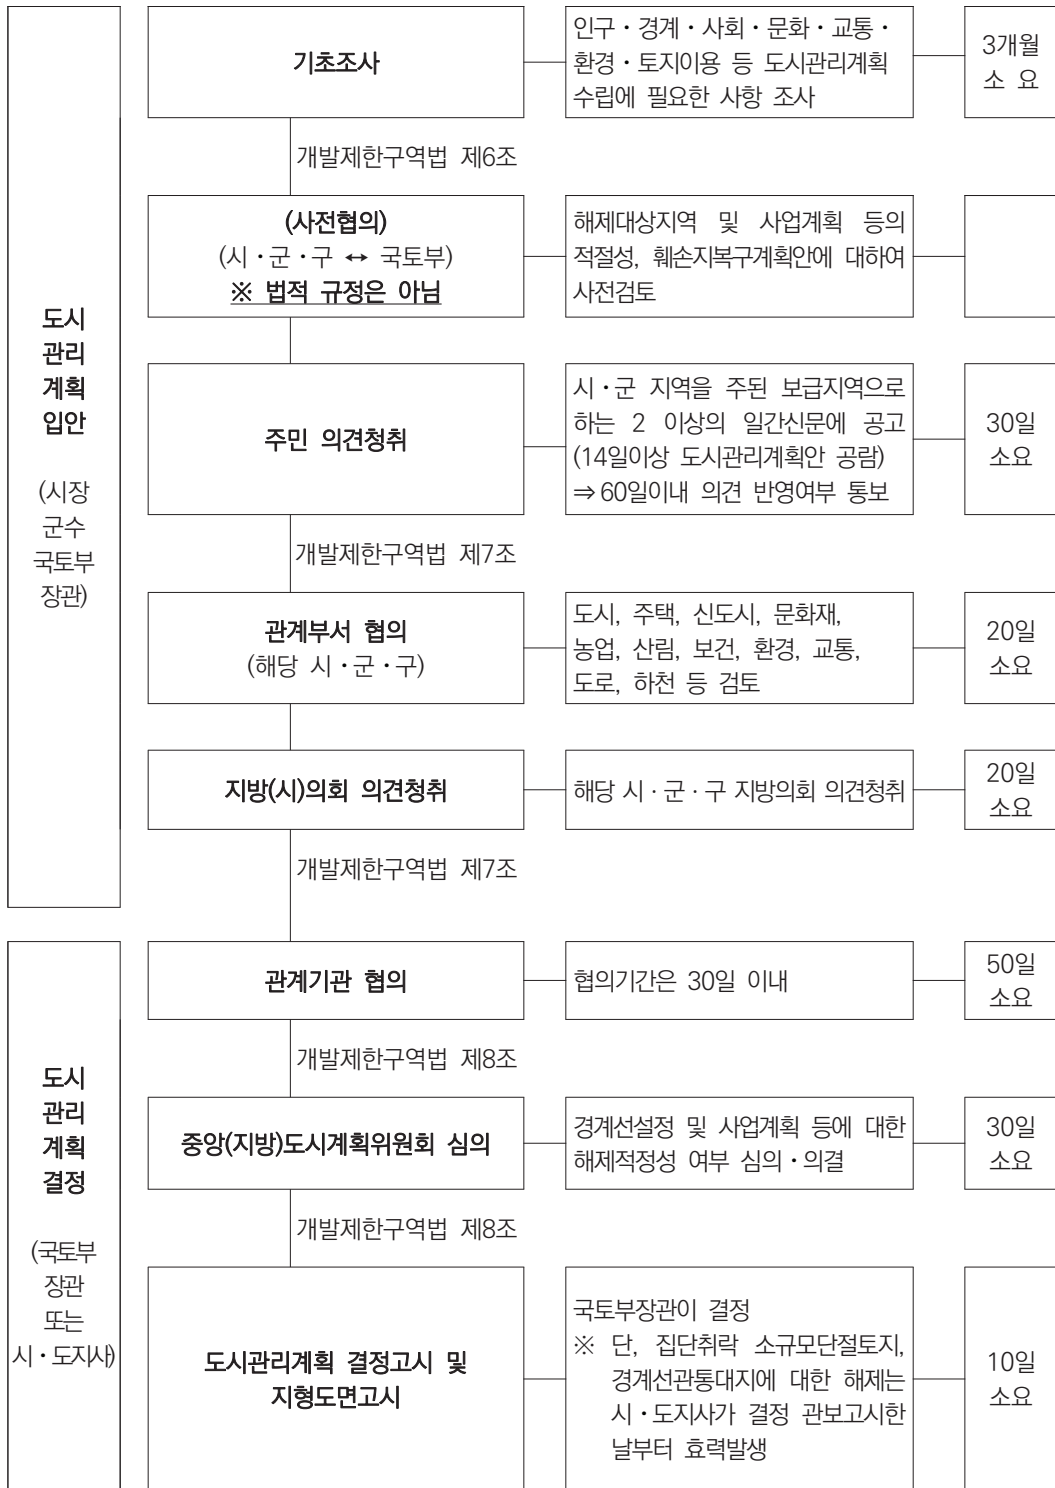 기초조사
인구・경계・사회・문화・교통・
환경・토지이용 등 도시관리계획
수립에 필요한 사항 조사
3개월
소 요
개발제한구역법 제6조
(사전협의)
(시・군・구 ↔ 국토부)
※ 법적 규정은 아님
해제대상지역 및 사업계획 등의
적절성, 훼손지복구계획안에 대하여
사전검토
도시
관리
계획
입안
(시장
군수
국토부
장관)
주민 의견청취
시・군 지역을 주된 보급지역으로
하는 2 이상의 일간신문에 공고
(14일이상 도시관리계획안 공람)
⇒ 60일이내 의견 반영여부 통보
30일
소요
개발제한구역법 제7조
관계부서 협의
(해당 시・군・구)
도시, 주택, 신도시, 문화재,
농업, 산림, 보건, 환경, 교통,
도로, 하천 등 검토
20일
소요
지방(시)의회 의견청취
해당 시・군・구 지방의회 의견청취
20일
소요
개발제한구역법 제7조
관계기관 협의
협의기간은 30일 이내
50일
소요
개발제한구역법 제8조
도시
관리
계획
결정
(국토부
장관
또는
시・도지사)
중앙(지방)도시계획위원회 심의
경계선설정 및 사업계획 등에 대한
해제적정성 여부 심의・의결
30일
소요
개발제한구역법 제8조
도시관리계획 결정고시 및
지형도면고시
국토부장관이 결정
※ 단, 집단취락 소규모단절토지,
경계선관통대지에 대한 해제는
시・도지사가 결정 관보고시한
날부터 효력발생
10일
소요